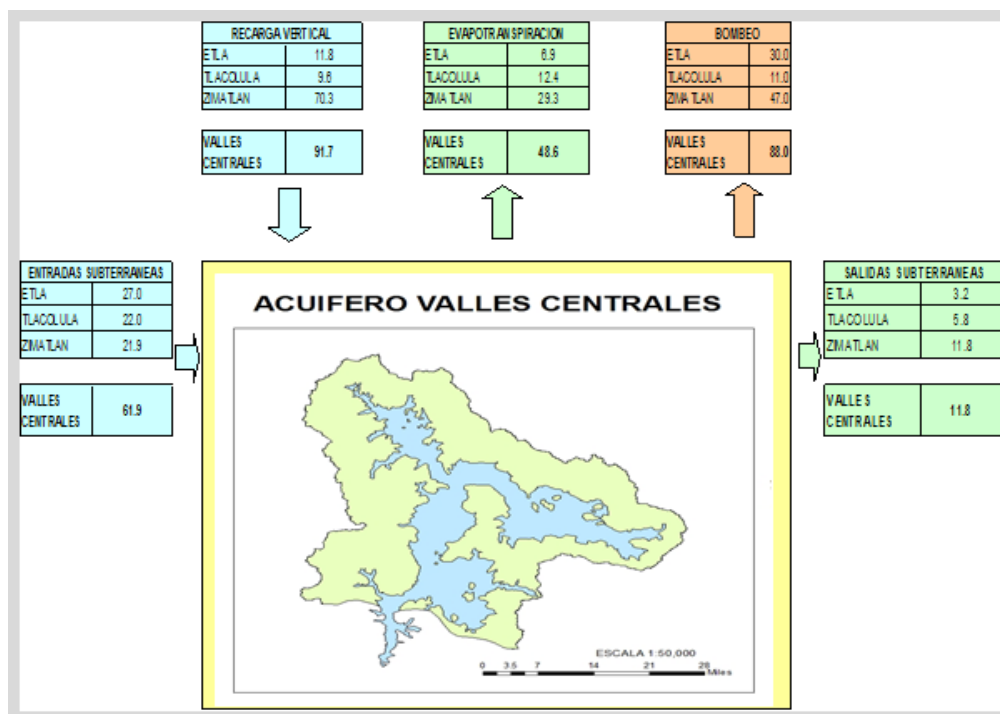 RECARGA VERTICAL
ETLA 11.8
TLACOLULA 9.6
ZIMATLAN 70.3
VALLES CENTRALES 91.7
EVAPOTRANSPIRACION
ETLA 6.9
TLACOLULA 12.4
ZIMATLAN 29.3
VALLES CENTRALES 48.6
BOMBEO
ETLA 30.0
TLACOLULA 11.0
ZIMATLAN 47.0
VALLES CENTRALES 88.0
ENTRADAS SUBTERRANEAS
ETLA 27.0
TLACOLULA 22.0
ZIMATLAN 21.9
VALLES CENTRALES 61.9
ACUIFERO VALLES CENTRALES
ESCALA 1:50,000
0 3.5 7 14 21 28 Miles
SALIDAS SUBTERRANEAS
ETLA 3.2
TLACOLULA 5.8
ZIMATLAN 11.8
VALLES CENTRALES 11.8